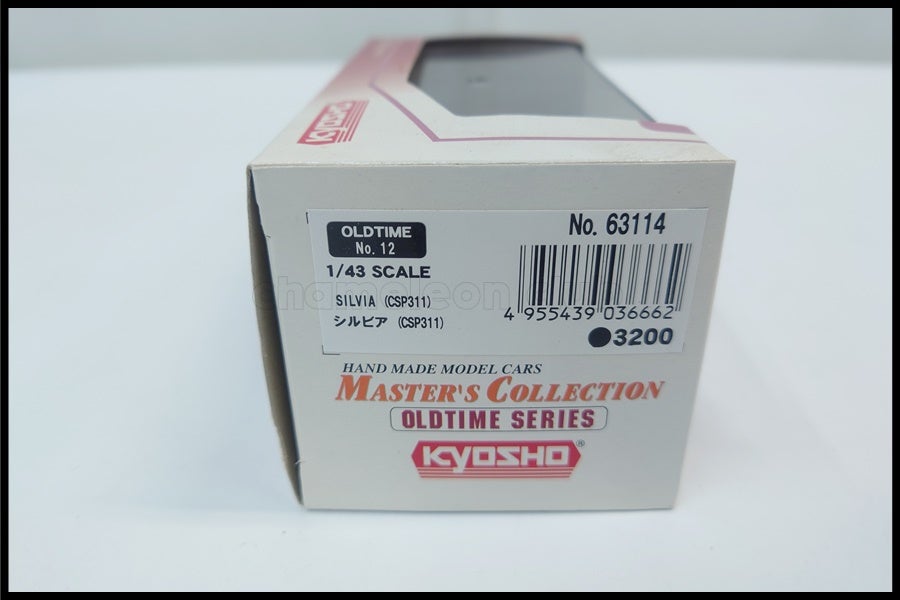 KYOSHO
OLDTIME
No. 12
No. 63114
1/43 SCALE
SILVIA (CSP311)
シルビア (CSP311)
4 955439 036662
●3200
chameleon
HAND MADE MODEL CARS
MASTER'S COLLECTION
OLDTIME SERIES
KYOSHO®